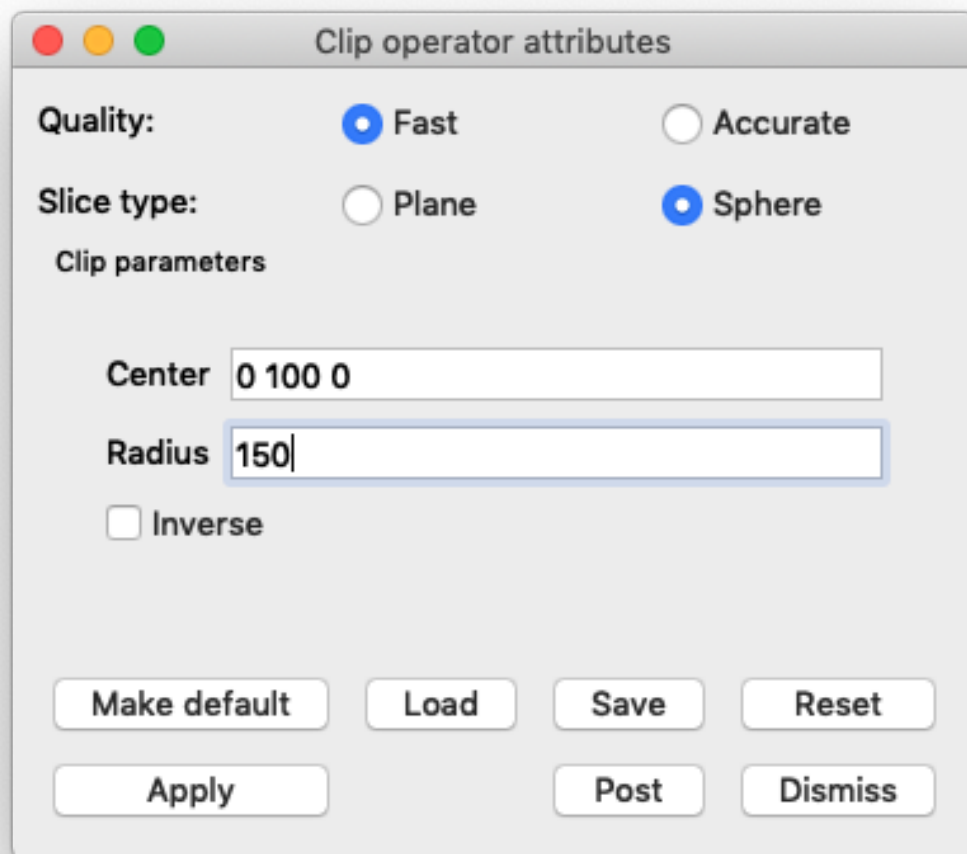 Clip operator attributes
Quality: Fast Accurate
Slice type: Plane Sphere
Clip parameters
Center 0 100 0
Radius 150
Inverse
Make default Load Save Reset
Apply Post Dismiss